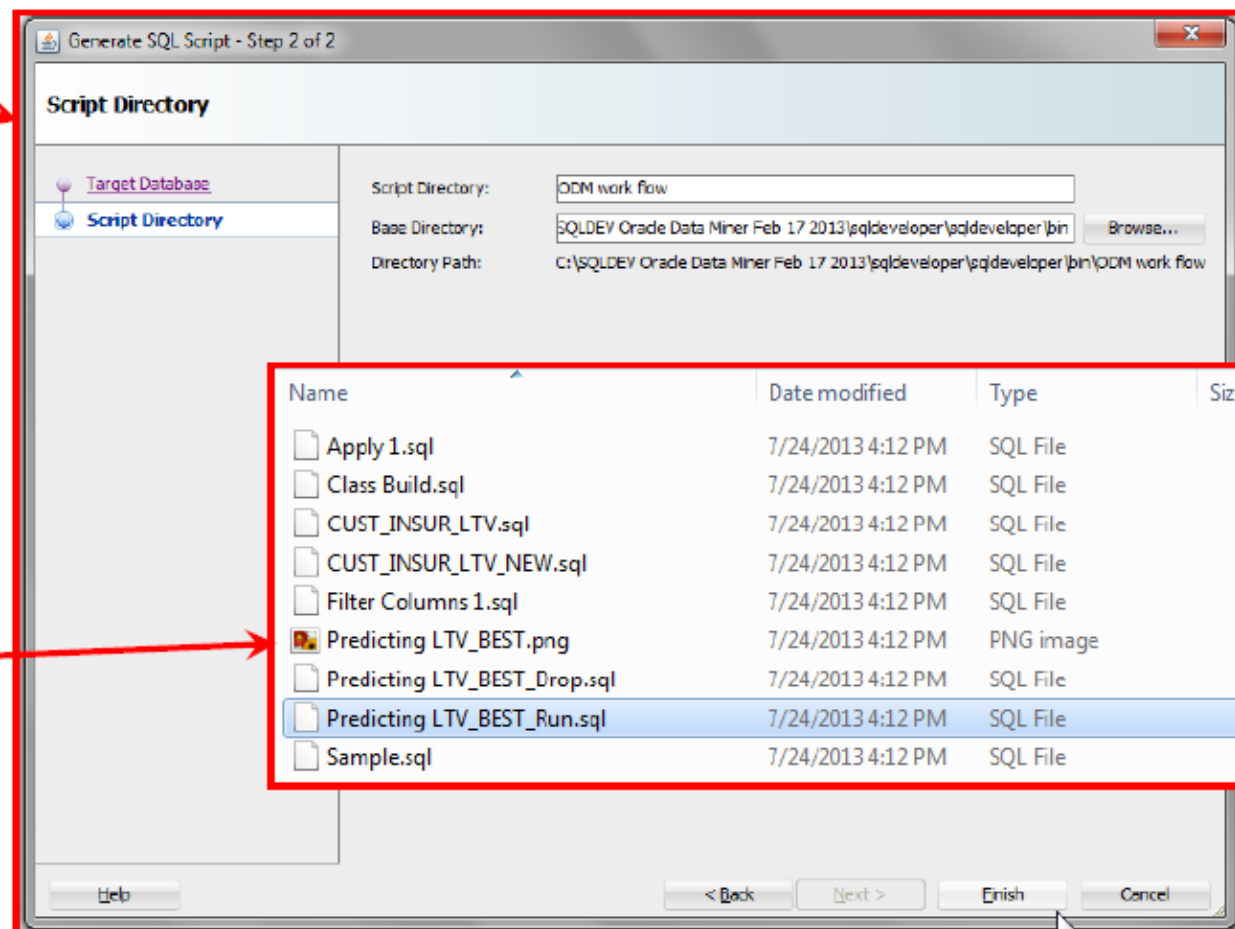 Generate SQL Script - Step 2 of 2
Script Directory
Target Database
Script Directory
Script Directory: ODM work flow
Base Directory: SQLDEV Oracle Data Miner Feb 17 2013\sqldeveloper\sqldeveloper\bin Browse...
Directory Path: C:\SQLDEV Oracle Data Miner Feb 17 2013\sqldeveloper\sqldeveloper\bin\ODM work flow
Name Date modified Type Siz
Apply 1.sql 7/24/2013 4:12 PM SQL File
Class Build.sql 7/24/2013 4:12 PM SQL File
CUST_INSUR_LTV.sql 7/24/2013 4:12 PM SQL File
CUST_INSUR_LTV_NEW.sql 7/24/2013 4:12 PM SQL File
Filter Columns 1.sql 7/24/2013 4:12 PM SQL File
Predicting LTV_BEST.png 7/24/2013 4:12 PM PNG image
Predicting LTV_BEST_Drop.sql 7/24/2013 4:12 PM SQL File
Predicting LTV_BEST_Run.sql 7/24/2013 4:12 PM SQL File
Sample.sql 7/24/2013 4:12 PM SQL File
Help < Back Next > Finish Cancel